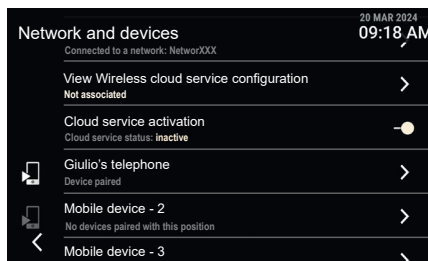 20 MAR 2024
Network and devices
09:18 AM
Connected to a network: NetworXXX
View Wireless cloud service configuration
Not associated
Cloud service activation
Cloud service status: inactive
Giulio's telephone
Device paired
Mobile device - 2
No devices paired with this position
Mobile device - 3